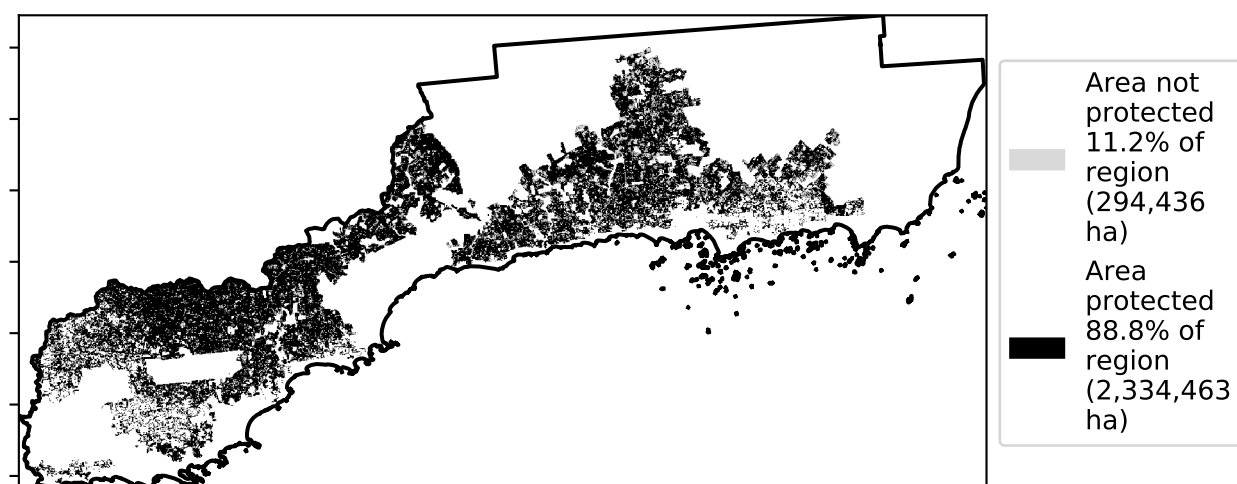 Area not
protected
11.2% of
region
(294,436
ha)
Area
protected
88.8% of
region
(2,334,463
ha)